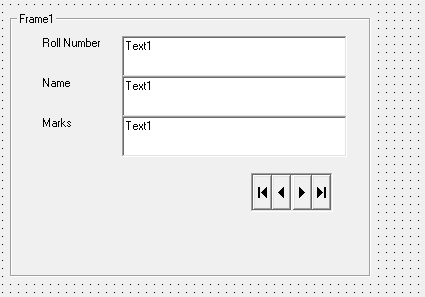 Frame1
Roll Number Text1
Name Text1
Marks Text1